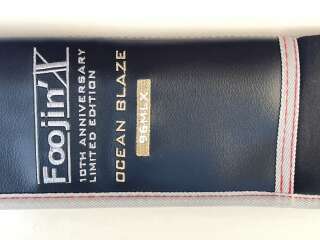 Foojin'X
10TH ANNIVERSARY
LIMITED EDITION
OCEAN BLAZE
96MLX